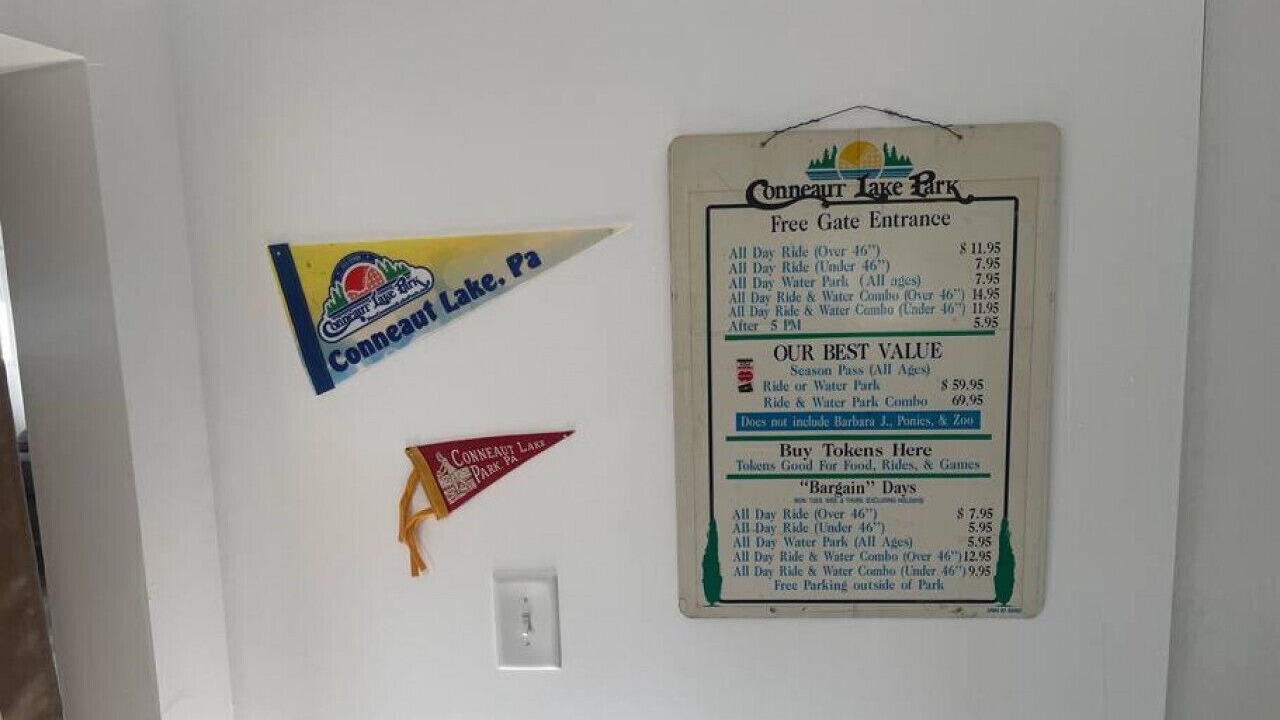 Conneaut Lake Park
Conneaut Lake, Pa
Conneaut Lake
Park Pa
Conneaut Lake Park
Free Gate Entrance
All Day Ride (Over 46") $ 11.95
All Day Ride (Under 46") 7.95
All Day Water Park (All ages) 7.95
All Day Ride & Water Combo (Over 46") 14.95
All Day Ride & Water Combo (Under 46") 11.95
After 5 PM 5.95
OUR BEST VALUE
Season Pass (All Ages)
Ride or Water Park $ 59.95
Ride & Water Park Combo 69.95
Does not include Barbara J., Ponies, & Zoo
Buy Tokens Here
Tokens Good For Food, Rides, & Games
"Bargain" Days
MON TUES WED & THURS (EXCLUDING HOLIDAYS)
All Day Ride (Over 46") $ 7.95
All Day Ride (Under 46") 5.95
All Day Water Park (All Ages) 5.95
All Day Ride & Water Combo (Over 46") 12.95
All Day Ride & Water Combo (Under 46") 9.95
Free Parking outside of Park